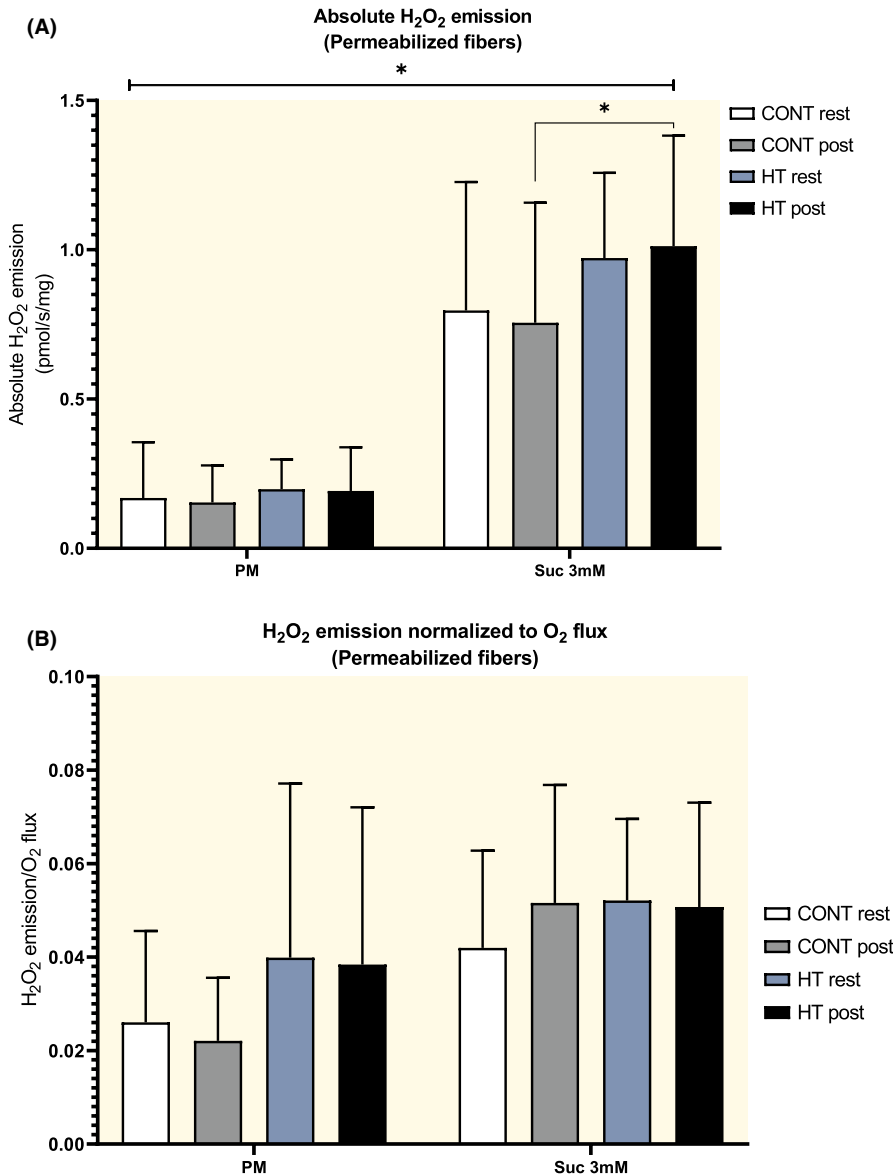 (A)
Absolute H₂O₂ emission
(Permeabilized fibers)
*
*
1.5
1.0
0.5
0.0
Absolute H₂O₂ emission
(pmol/s/mg)
PM
Suc 3mM
CONT rest
CONT post
HT rest
HT post
(B)
H₂O₂ emission normalized to O₂ flux
(Permeabilized fibers)
0.10
0.08
0.06
0.04
0.02
0.00
H₂O₂ emission/O₂ flux
PM
Suc 3mM
CONT rest
CONT post
HT rest
HT post